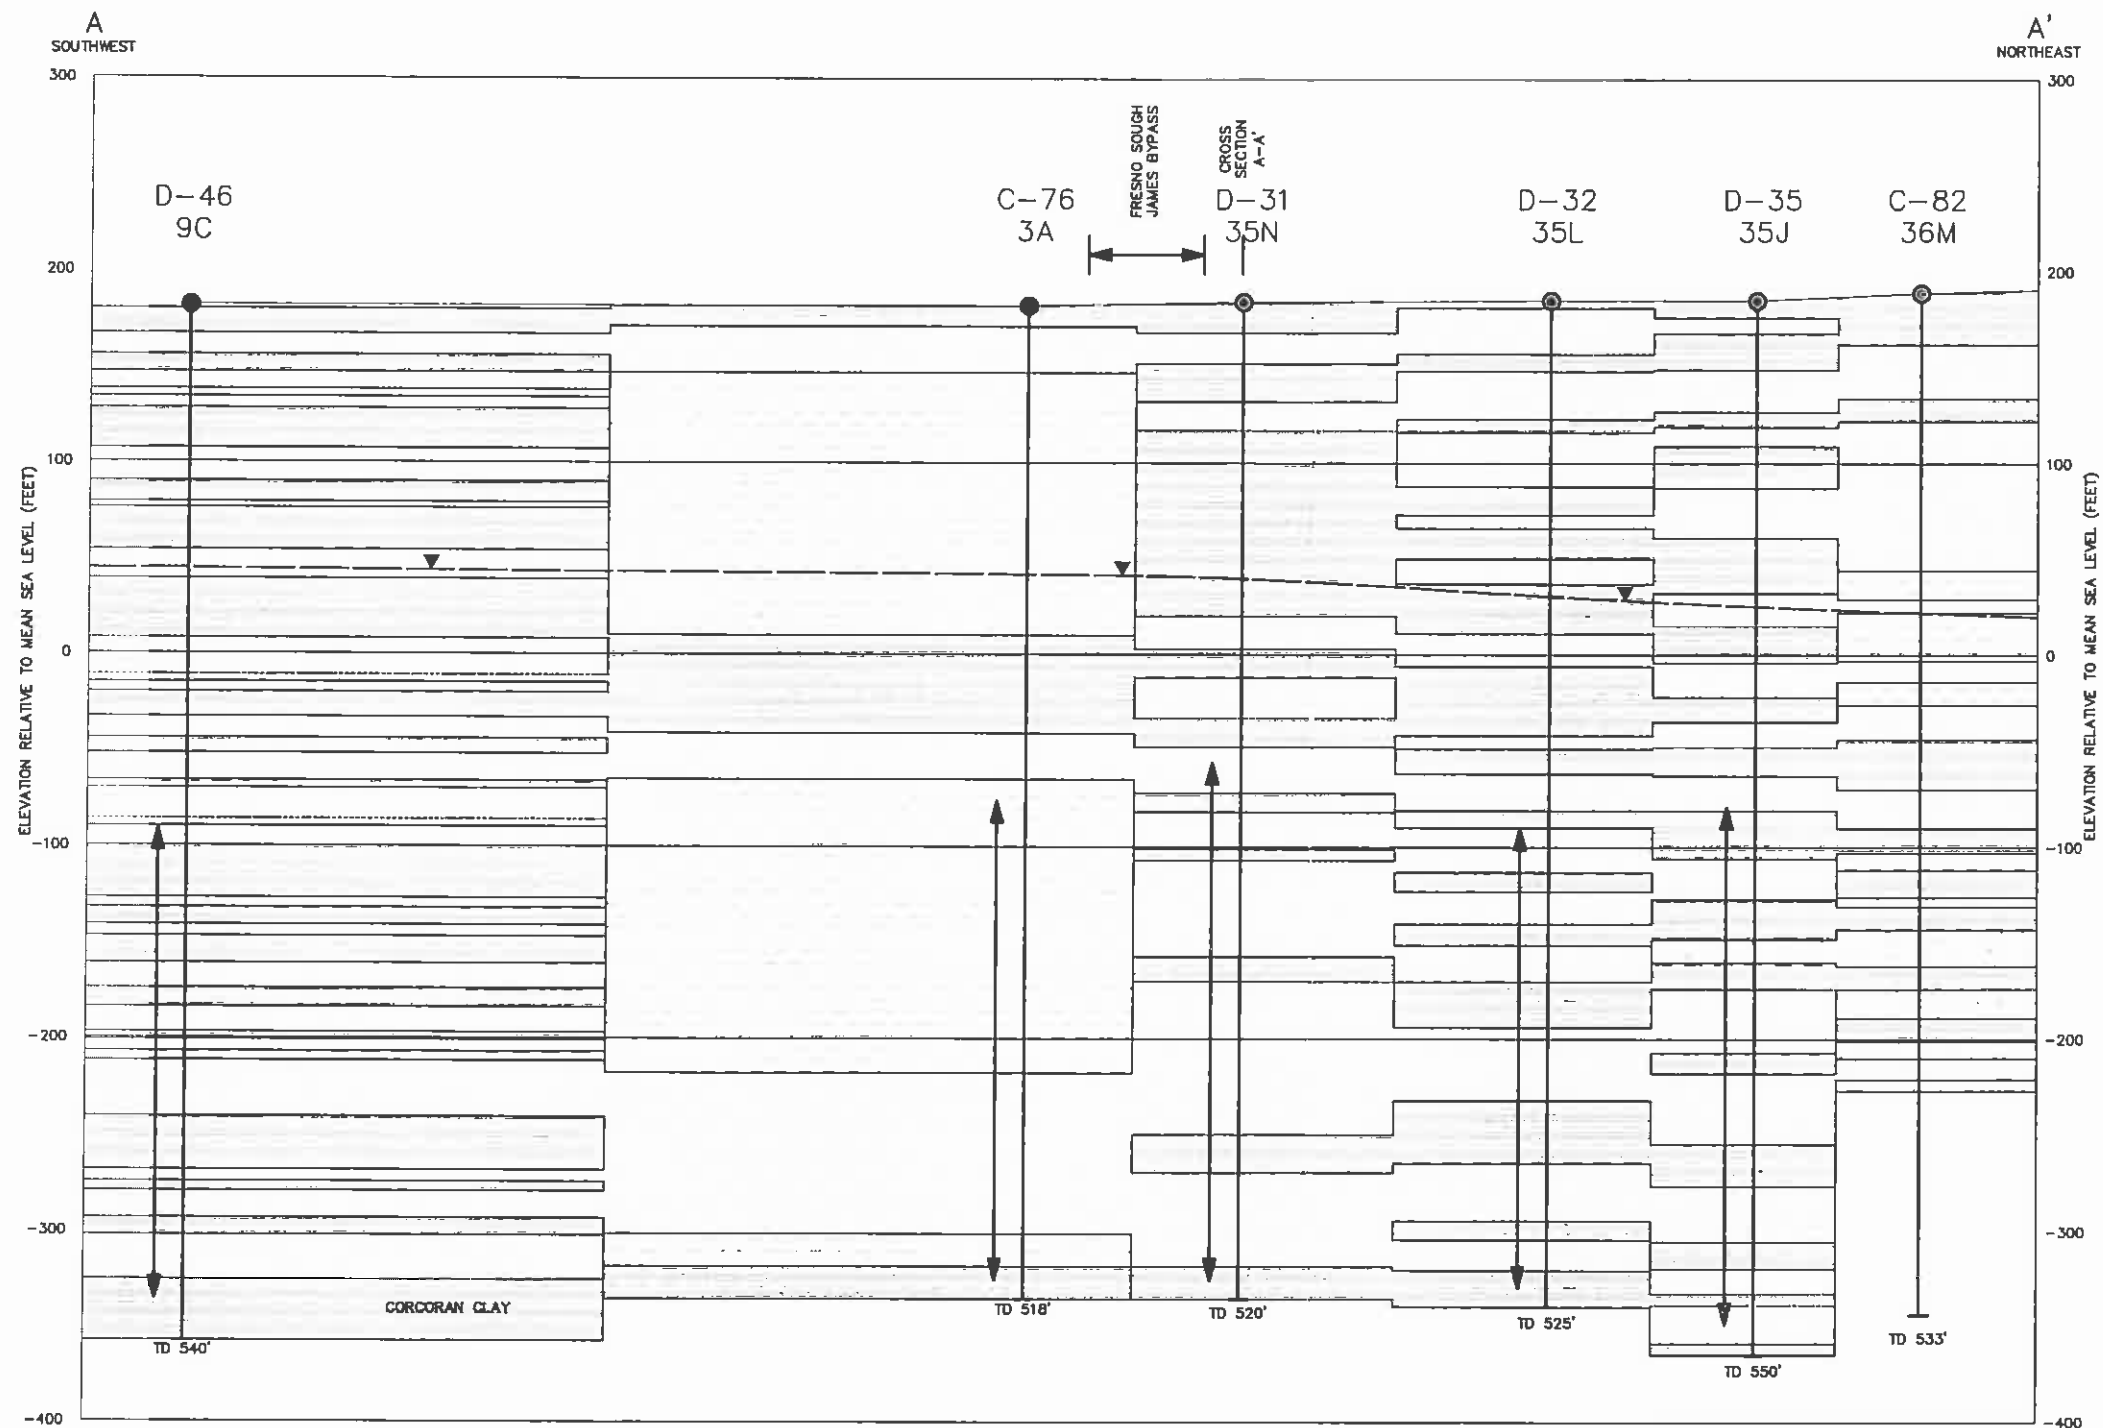 A
SOUTHWEST
A'
NORTHEAST
300
300
FRESNO SOUGH
JAMES BYPASS
CROSS
SECTION
A-A'
D-46
9C
C-76
3A
D-31
35N
D-32
35L
D-35
35J
C-82
36M
200
200
100
100
ELEVATION RELATIVE TO MEAN SEA LEVEL (FEET)
ELEVATION RELATIVE TO MEAN SEA LEVEL (FEET)
0
0
-100
-100
-200
-200
-300
-300
CORCORAN CLAY
TD 540'
TD 518'
TD 520'
TD 525'
TD 550'
TD 533'
-400
-400